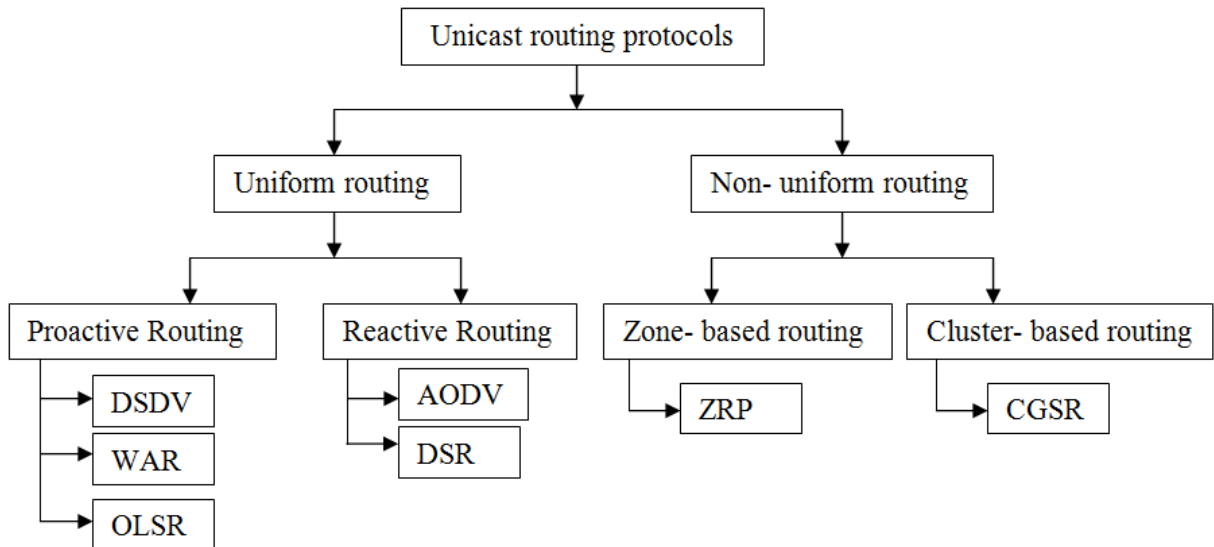 Unicast routing protocols
Uniform routing
Non- uniform routing
Proactive Routing
Reactive Routing
Zone- based routing
Cluster- based routing
DSDV
WAR
OLSR
AODV
DSR
ZRP
CGSR